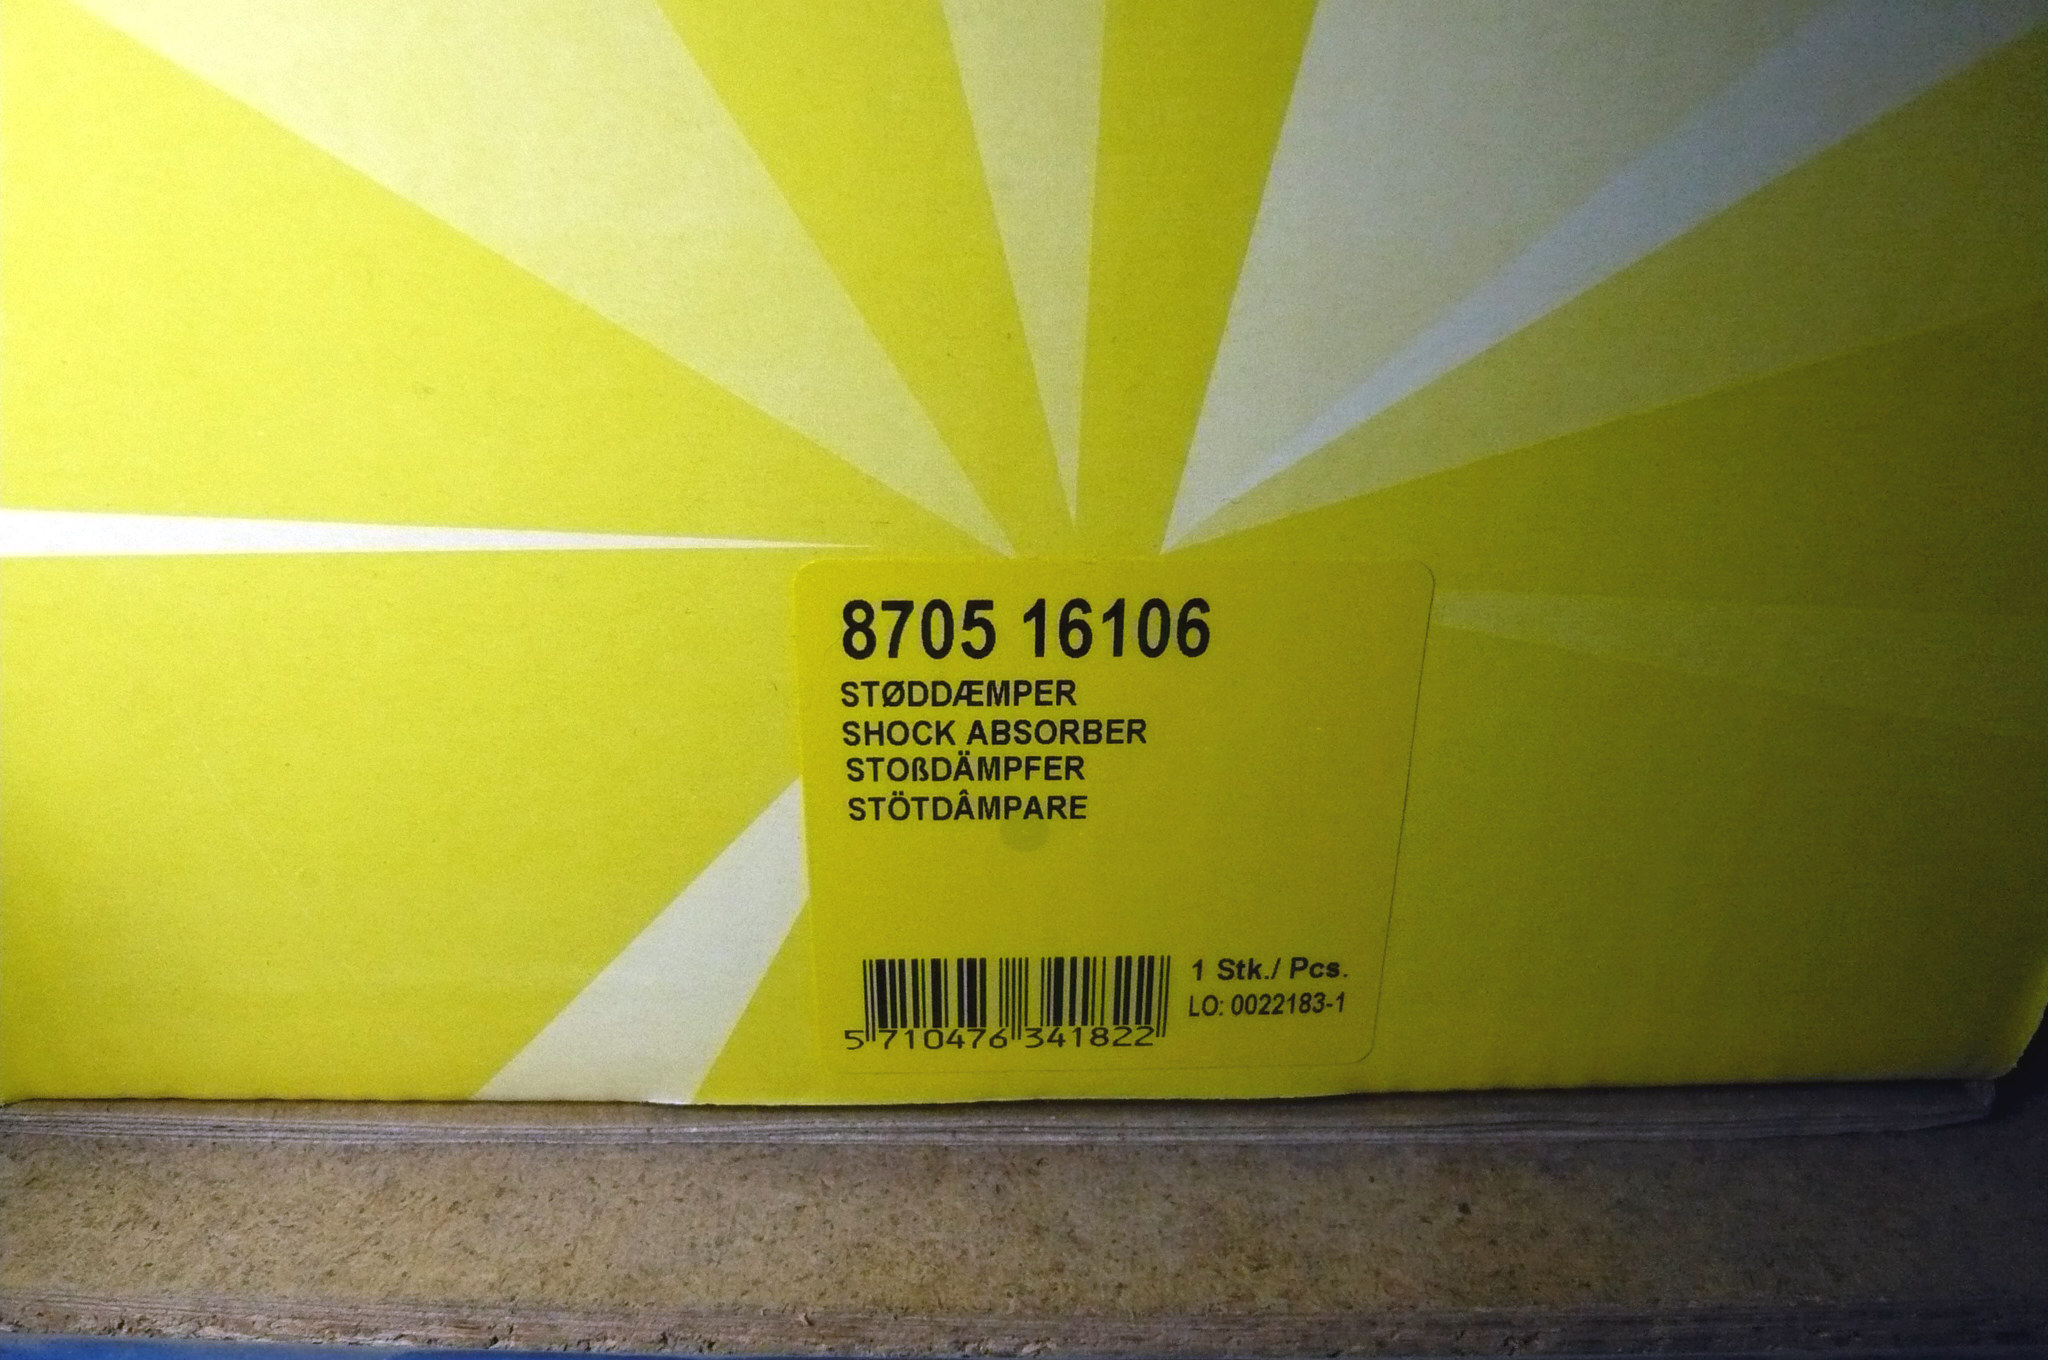 8705 16106
STØDDÆMPER
SHOCK ABSORBER
STOßDÄMPFER
STÖTDÂMPARE
1 Stk./ Pcs.
LO: 0022183-1
5 710476 341822